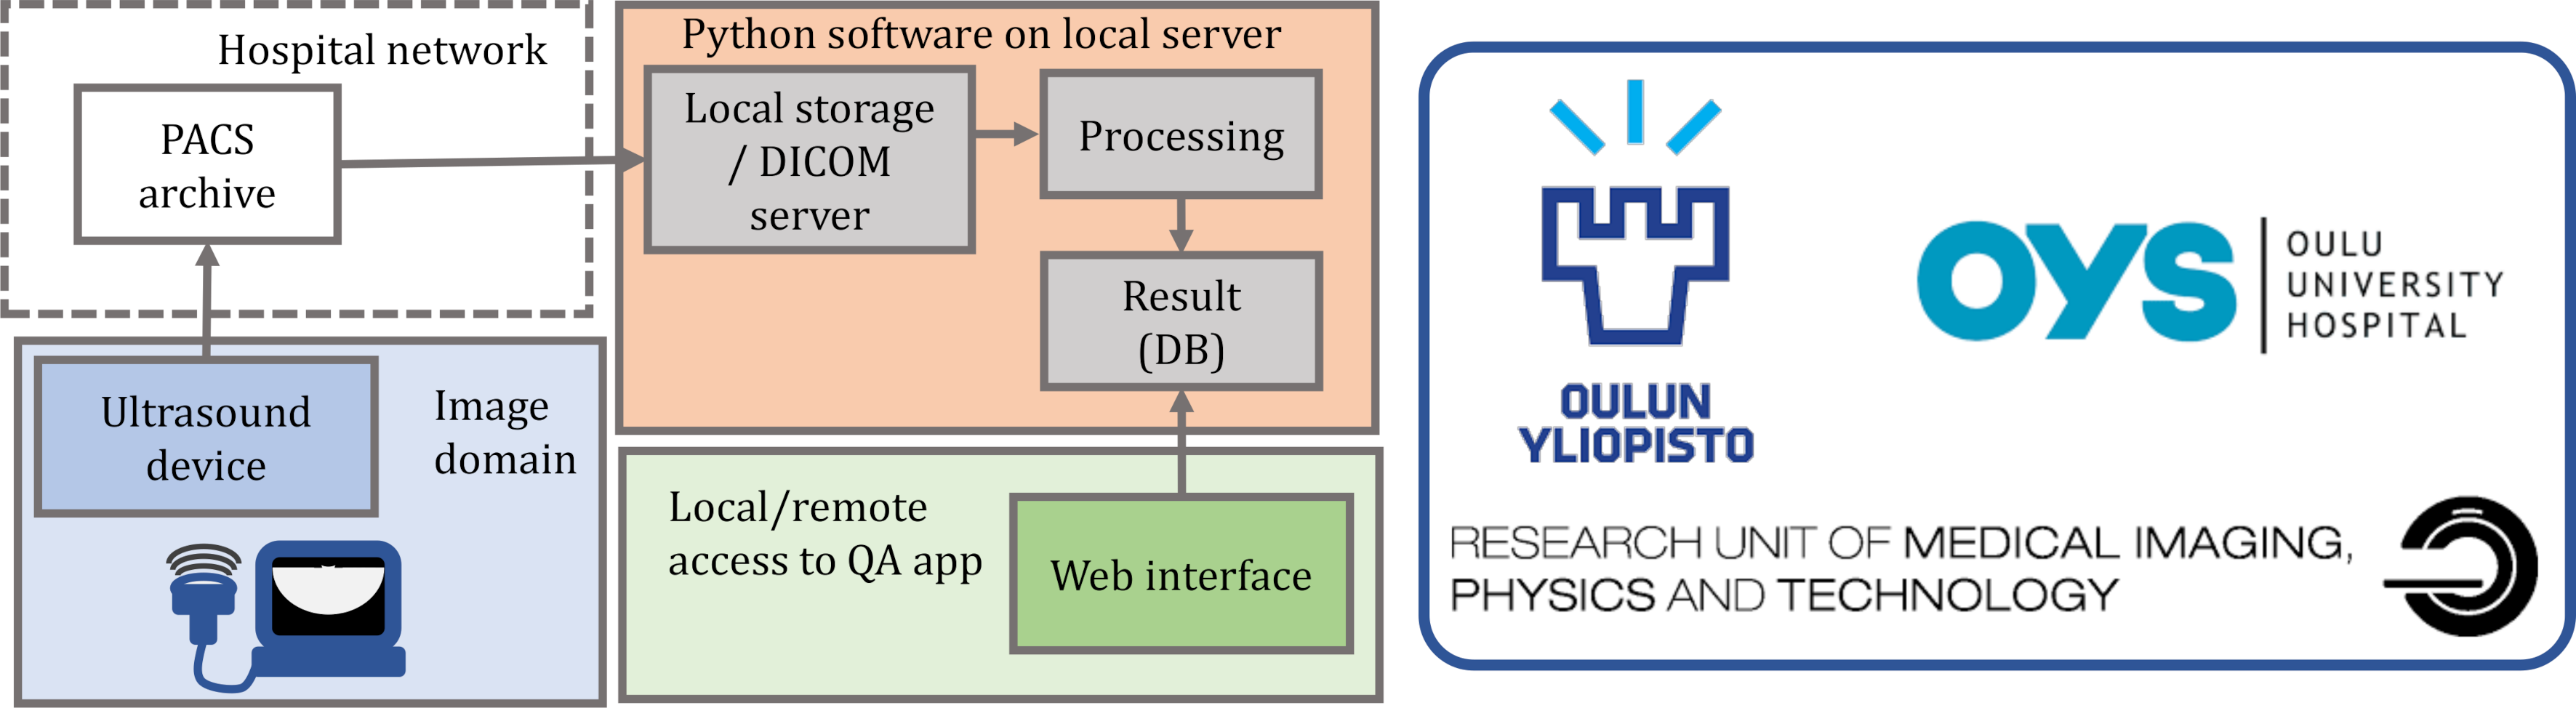 Hospital network
PACS
archive
Ultrasound
device
Image
domain
Python software on local server
Local storage
/ DICOM
server
Processing
Result
(DB)
Local/remote
access to QA app
Web interface
OULUN
YLIOPISTO
OYS
OULU
UNIVERSITY
HOSPITAL
RESEARCH UNIT OF MEDICAL IMAGING,
PHYSICS AND TECHNOLOGY